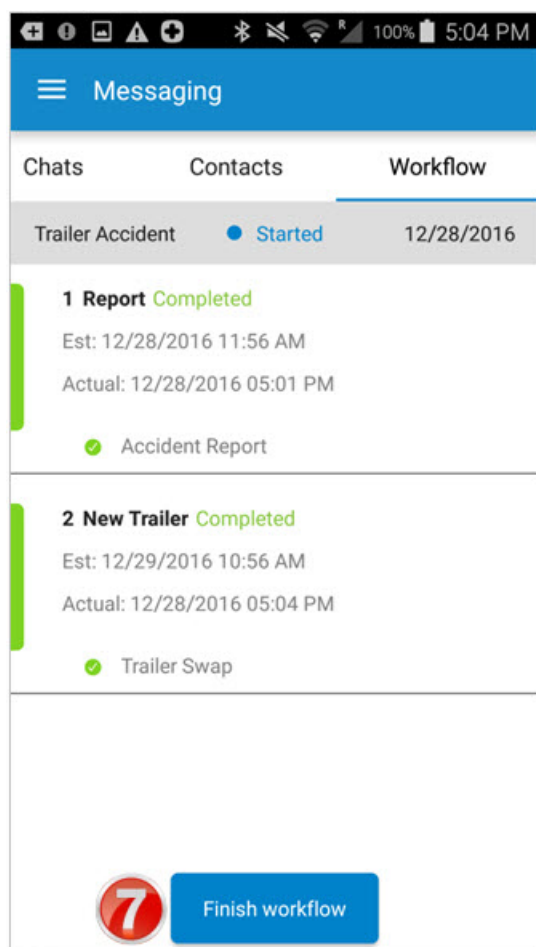 R 100% 5:04 PM
Messaging
Chats Contacts Workflow
Trailer Accident Started 12/28/2016
1 Report Completed
Est: 12/28/2016 11:56 AM
Actual: 12/28/2016 05:01 PM
Accident Report
2 New Trailer Completed
Est: 12/29/2016 10:56 AM
Actual: 12/28/2016 05:04 PM
Trailer Swap
7 Finish workflow